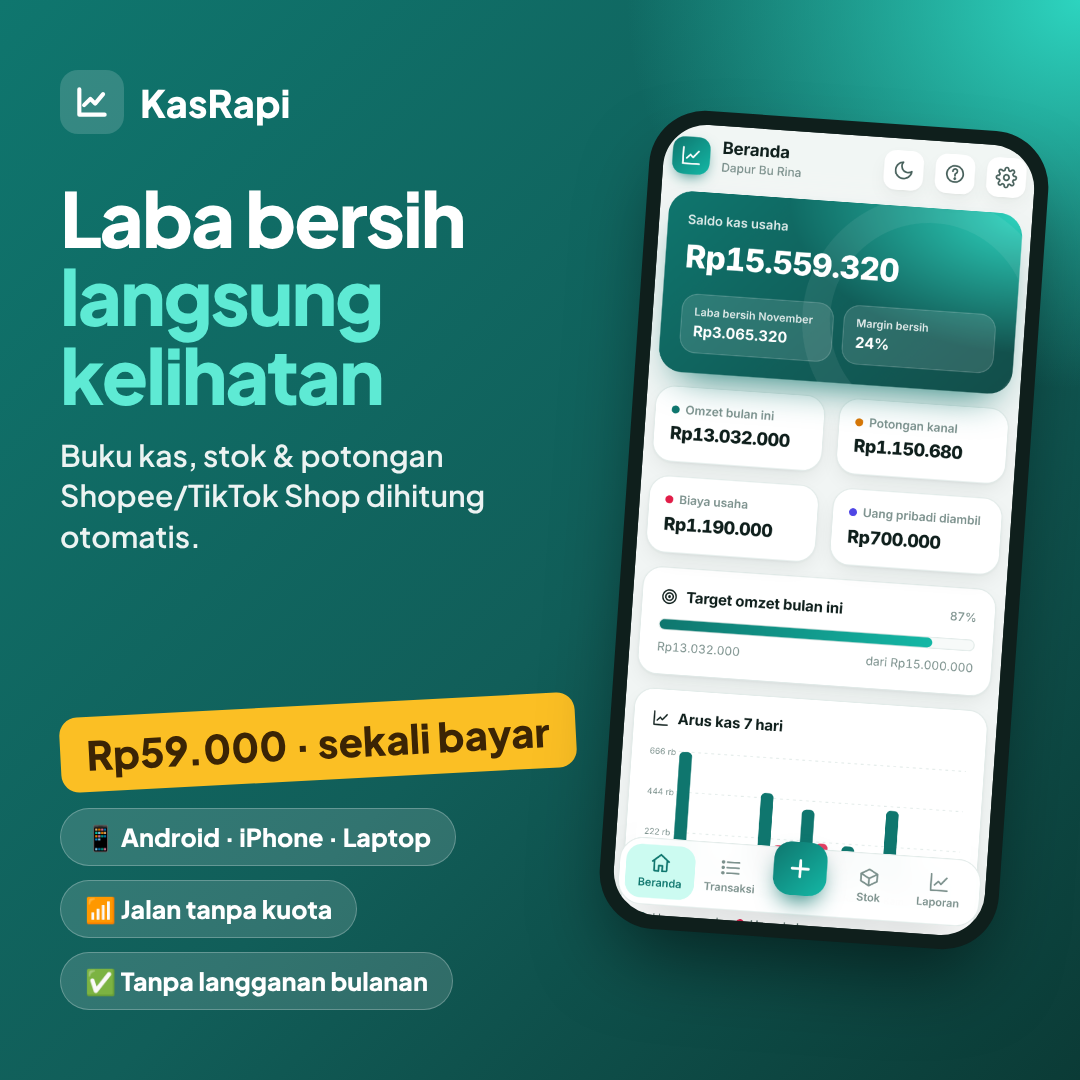 KasRapi
Laba bersih
langsung
kelihatan
Buku kas, stok & potongan
Shopee/TikTok Shop dihitung
otomatis.
Rp59.000 · sekali bayar
Android · iPhone · Laptop
Jalan tanpa kuota
Tanpa langganan bulanan
Beranda
Dapur Bu Rina
Saldo kas usaha
Rp15.559.320
Laba bersih November
Rp3.065.320
Margin bersih
24%
Omzet bulan ini
Rp13.032.000
Potongan kanal
Rp1.150.680
Biaya usaha
Rp1.190.000
Uang pribadi diambil
Rp700.000
Target omzet bulan ini
87%
Rp13.032.000
dari Rp15.000.000
Arus kas 7 hari
666 rb
444 rb
222 rb
Beranda
Transaksi
Stok
Laporan